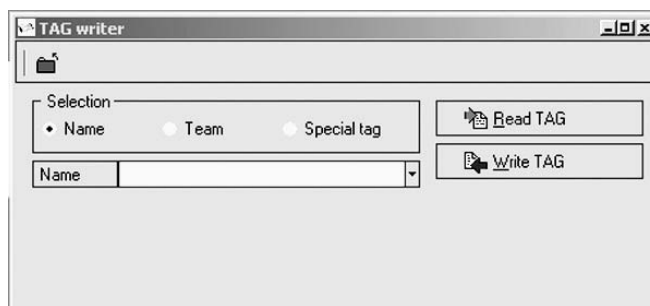 TAG writer
Selection
Name Team Special tag
Read TAG
Name
Write TAG